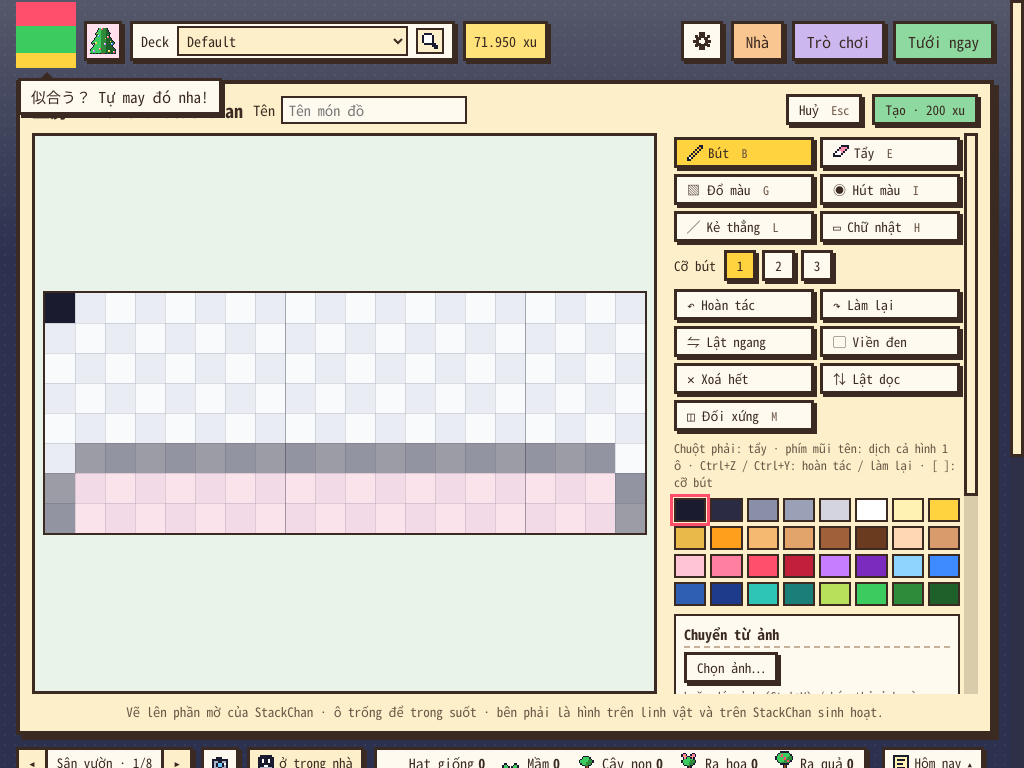 Deck Default 71.950 xu Nhà Trò chơi Tưới ngay
似合う？ Tự may đó nha!
an Tên Tên món đồ Huỷ Esc Tạo · 200 xu
Bút B Tẩy E
Đổ màu G Hút màu I
Kẻ thẳng L Chữ nhật H
Cỡ bút 1 2 3
Hoàn tác Làm lại
Lật ngang Viền đen
Xoá hết Lật dọc
Đối xứng M
Chuột phải: tẩy · phím mũi tên: dịch cả hình 1
ô · Ctrl+Z / Ctrl+Y: hoàn tác / làm lại · [ ]:
cỡ bút
Chuyển từ ảnh
Chọn ảnh...
Vẽ lên phần mờ của StackChan · ô trống để trong suốt · bên phải là hình trên linh vật và trên StackChan sinh hoạt.
Sân vườn · 1/8 ở trong nhà Hạt giống 0 Mầm 0 Cây non 0 Ra hoa 0 Ra quả 0 Hôm nay